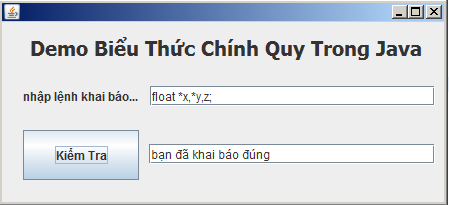 Demo Biểu Thức Chính Quy Trong Java
nhập lệnh khai báo... float *x,*y,z;
Kiểm Tra bạn đã khai báo đúng